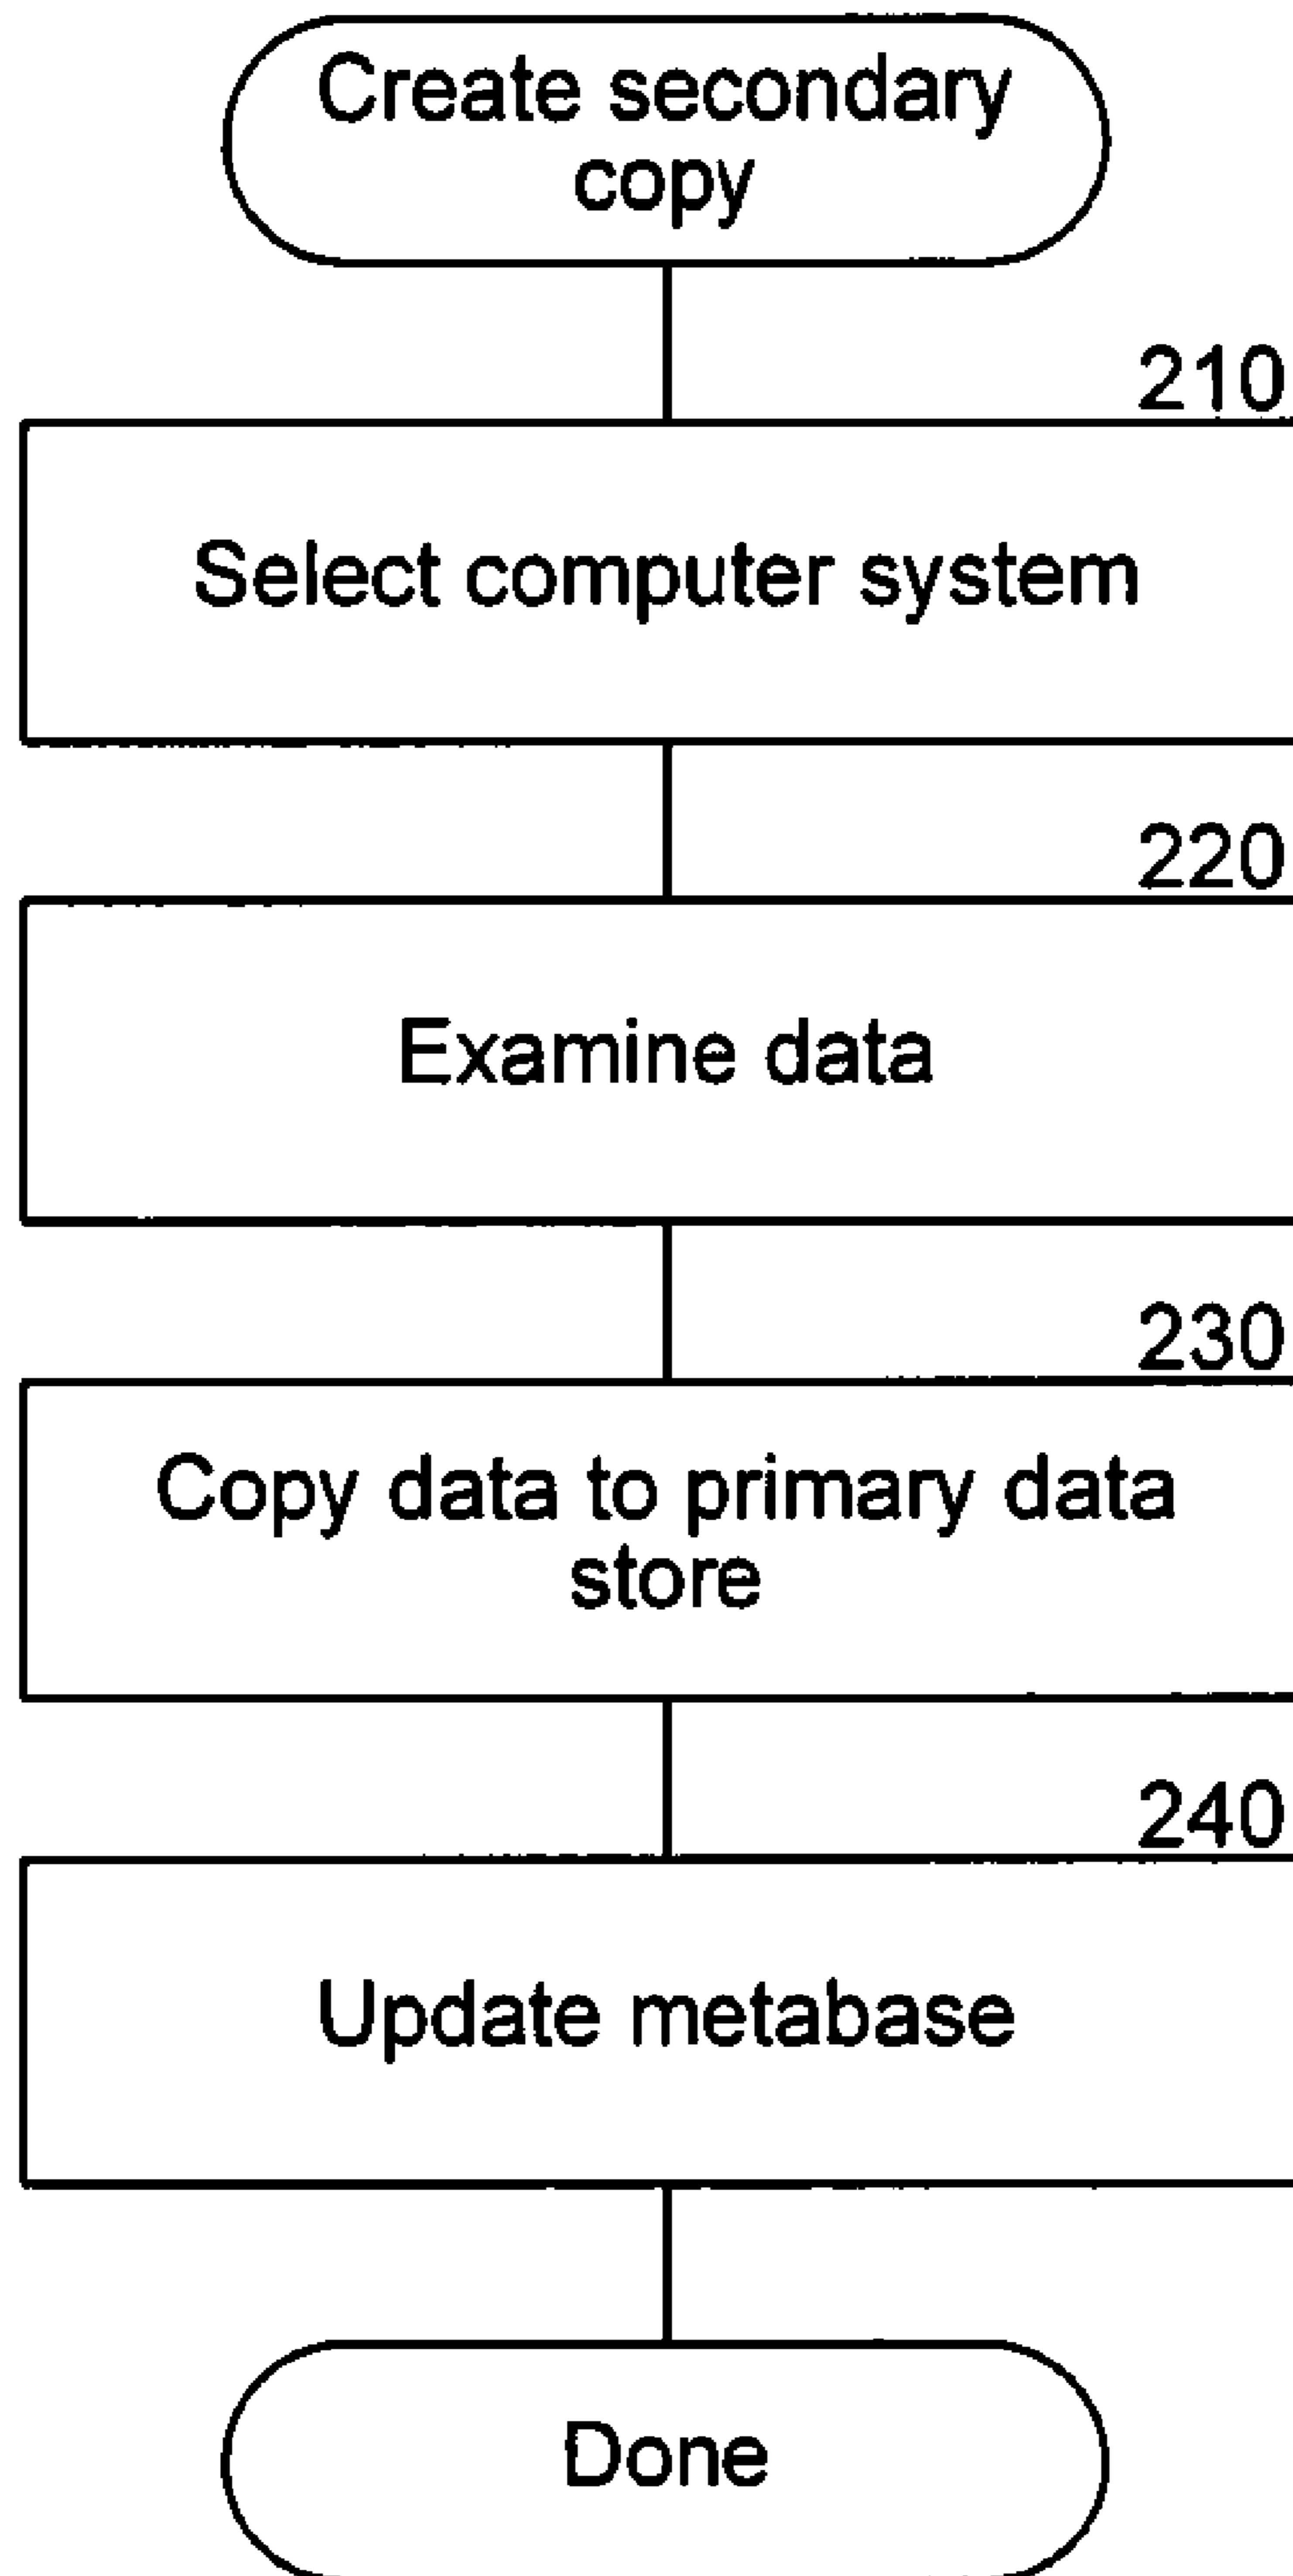 Create secondary
copy
210
Select computer system
220
Examine data
230
Copy data to primary data
store
240
Update metabase
Done